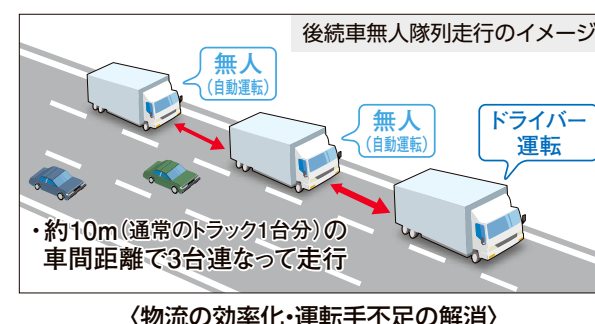 後続車無人隊列走行のイメージ
無人
(自動運転)
無人
(自動運転)
ドライバー
運転
・約10m(通常のトラック1台分)の
車間距離で3台連なって走行
〈物流の効率化・運転手不足の解消〉